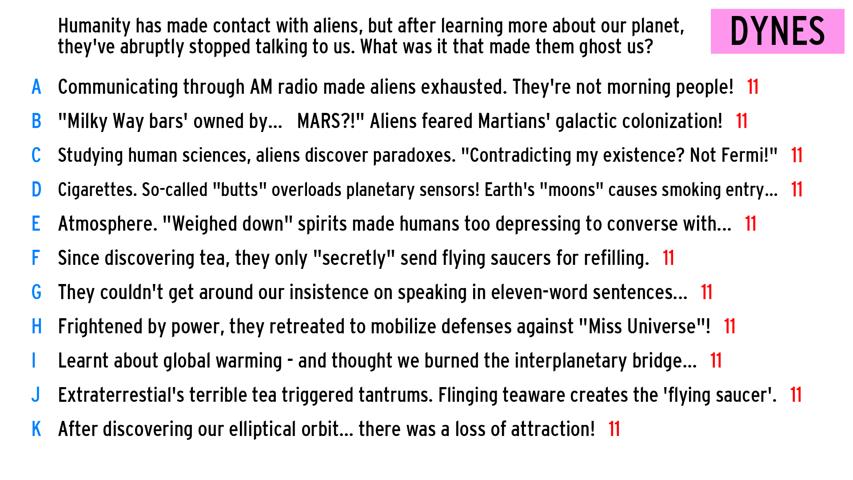 Humanity has made contact with aliens, but after learning more about our planet,
they've abruptly stopped talking to us. What was it that made them ghost us?
DYNES
A Communicating through AM radio made aliens exhausted. They're not morning people! 11
B "Milky Way bars' owned by... MARS?!" Aliens feared Martians' galactic colonization! 11
C Studying human sciences, aliens discover paradoxes. "Contradicting my existence? Not Fermi!" 11
D Cigarettes. So-called "butts" overloads planetary sensors! Earth's "moons" causes smoking entry... 11
E Atmosphere. "Weighed down" spirits made humans too depressing to converse with... 11
F Since discovering tea, they only "secretly" send flying saucers for refilling. 11
G They couldn't get around our insistence on speaking in eleven-word sentences... 11
H Frightened by power, they retreated to mobilize defenses against "Miss Universe"! 11
I Learnt about global warming - and thought we burned the interplanetary bridge... 11
J Extraterrestial's terrible tea triggered tantrums. Flinging teaware creates the 'flying saucer'. 11
K After discovering our elliptical orbit... there was a loss of attraction! 11